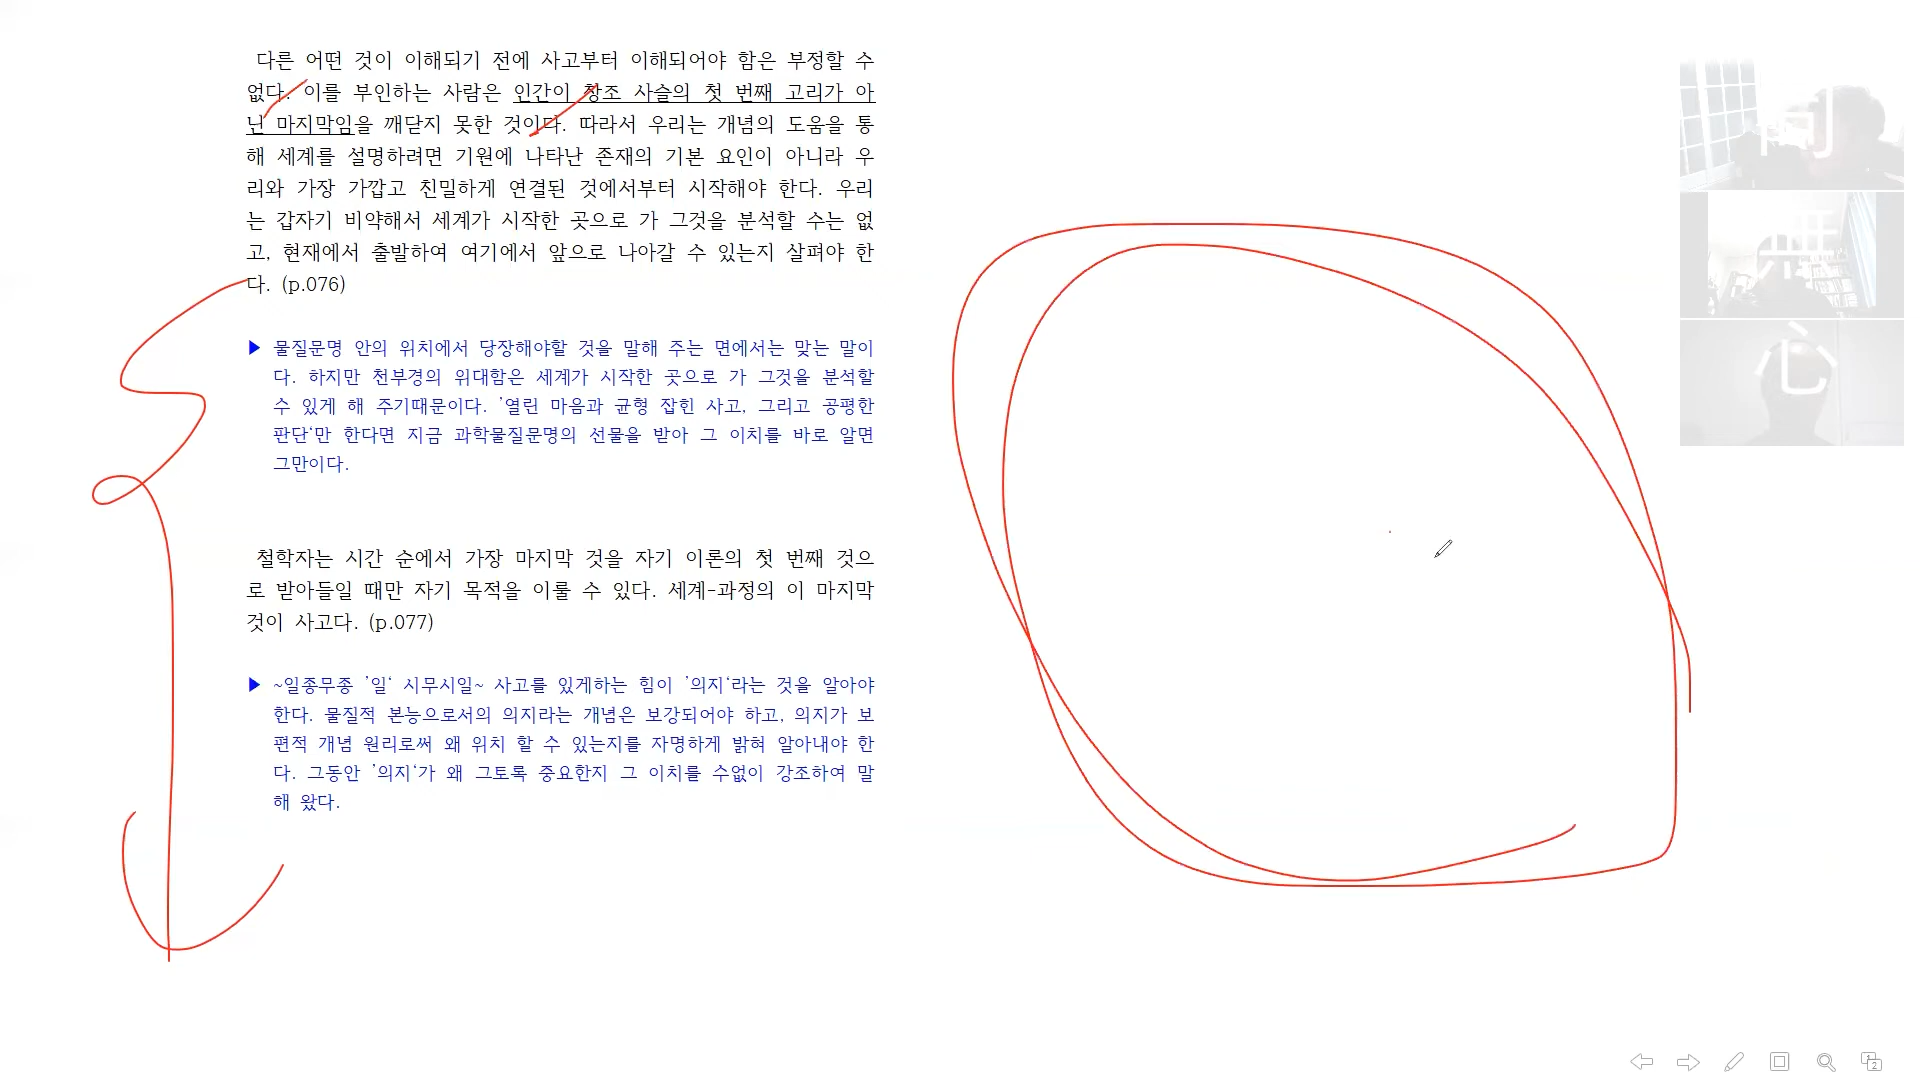 다른 어떤 것이 이해되기 전에 사고부터 이해되어야 함은 부정할 수
없다. 이를 부인하는 사람은 인간이 창조 사슬의 첫 번째 고리가 아
닌 마지막임을 깨닫지 못한 것이다. 따라서 우리는 개념의 도움을 통
해 세계를 설명하려면 기원에 나타난 존재의 기본 요인이 아니라 우
리와 가장 가깝고 친밀하게 연결된 것에서부터 시작해야 한다. 우리
는 갑자기 비약해서 세계가 시작한 곳으로 가 그것을 분석할 수는 없
고, 현재에서 출발하여 여기에서 앞으로 나아갈 수 있는지 살펴야 한
다. (p.076)
▶ 물질문명 안의 위치에서 당장해야할 것을 말해 주는 면에서는 맞는 말이
다. 하지만 천부경의 위대함은 세계가 시작한 곳으로 가 그것을 분석할
수 있게 해 주기때문이다. '열린 마음과 균형 잡힌 사고, 그리고 공평한
판단'만 한다면 지금 과학물질문명의 선물을 받아 그 이치를 바로 알면
그만이다.
철학자는 시간 순에서 가장 마지막 것을 자기 이론의 첫 번째 것으
로 받아들일 때만 자기 목적을 이룰 수 있다. 세계-과정의 이 마지막
것이 사고다. (p.077)
▶ ~일종무종 '일' 시무시일~ 사고를 있게하는 힘이 '의지'라는 것을 알아야
한다. 물질적 본능으로서의 의지라는 개념은 보강되어야 하고, 의지가 보
편적 개념 원리로써 왜 위치 할 수 있는지를 자명하게 밝혀 알아내야 한
다. 그동안 '의지'가 왜 그토록 중요한지 그 이치를 수없이 강조하여 말
해 왔다.
無
心